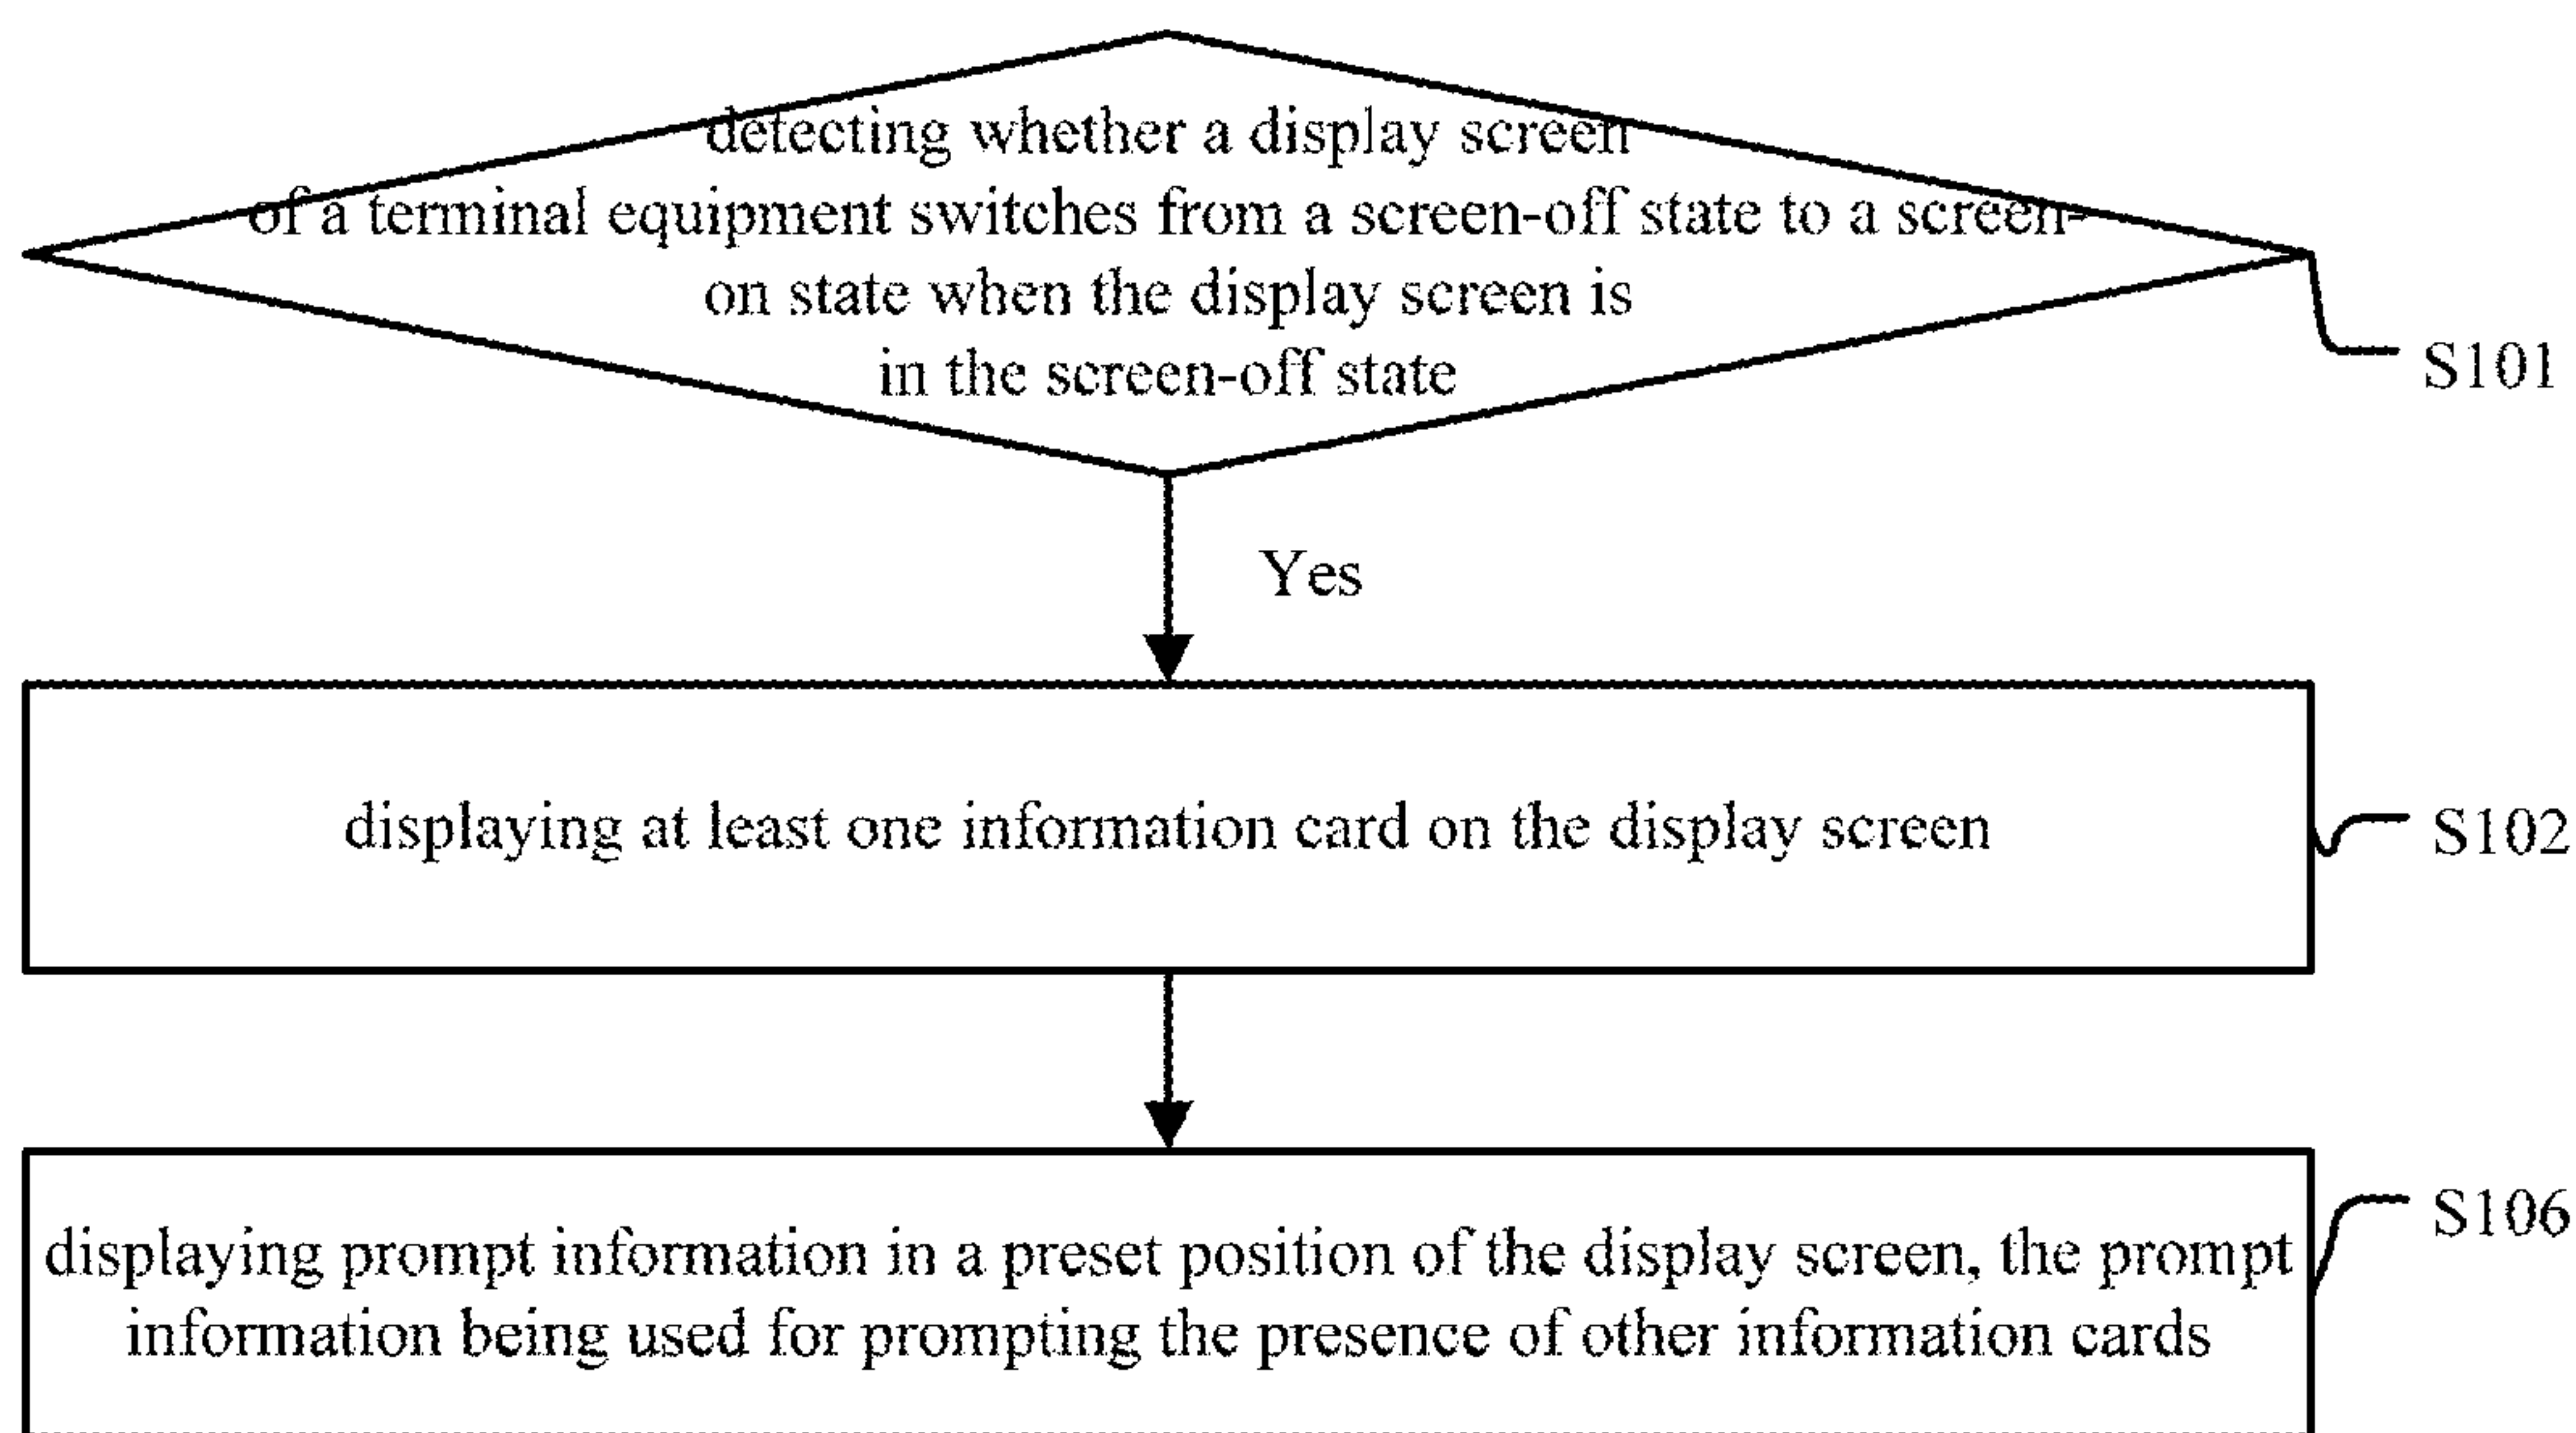 detecting whether a display screen
of a terminal equipment switches from a screen-off state to a screen-
on state when the display screen is
in the screen-off state
S101
Yes
displaying at least one information card on the display screen
S102
S106
displaying prompt information in a preset position of the display screen, the prompt
information being used for prompting the presence of other information cards